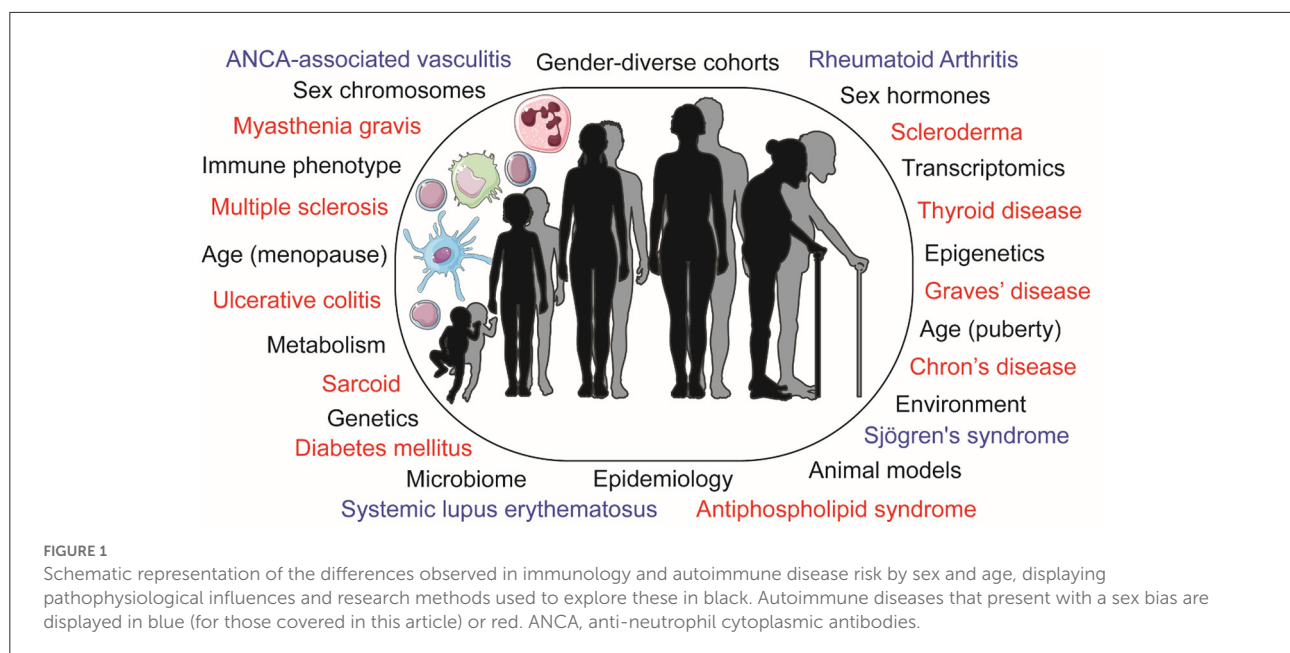 ANCA-associated vasculitis
Gender-diverse cohorts
Rheumatoid Arthritis
Sex chromosomes
Sex hormones
Myasthenia gravis
Scleroderma
Immune phenotype
Transcriptomics
Multiple sclerosis
Thyroid disease
Age (menopause)
Epigenetics
Ulcerative colitis
Graves’ disease
Metabolism
Age (puberty)
Sarcoid
Chron’s disease
Genetics
Environment
Diabetes mellitus
Sjögren's syndrome
Microbiome
Epidemiology
Animal models
Systemic lupus erythematosus
Antiphospholipid syndrome
FIGURE 1
Schematic representation of the differences observed in immunology and autoimmune disease risk by sex and age, displaying
pathophysiological influences and research methods used to explore these in black. Autoimmune diseases that present with a sex bias are
displayed in blue (for those covered in this article) or red. ANCA, anti-neutrophil cytoplasmic antibodies.